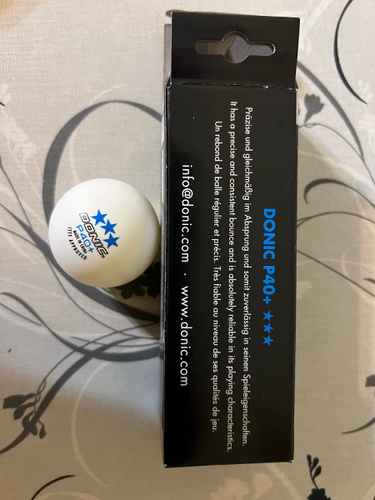 DONIC P40+ ★★★
Präzise und gleichmäßig im Absprung und somit zuverlässig in seinen Spieleigenschaften.
It has a precise and consistent bounce and is absolutely reliable in its playing characteristics.
Un rebond de balle régulier et précis. Très fiable au niveau de ses qualités de jeu.
info@donic.com · www.donic.com
DONIC
P40+
ITTF APPROVED